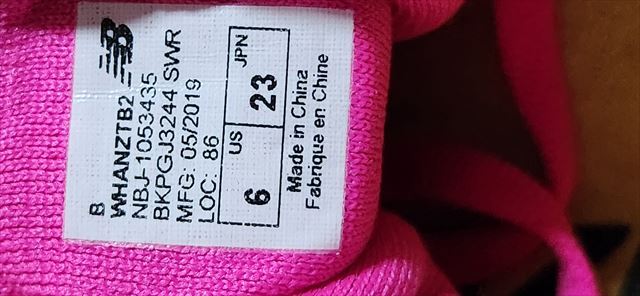 B
WHANZTB2
NBJ-1053435
BKPGJ3244 SWR
MFG: 05/2019
LOC: 86
US
6
JPN
23
Made in China
Fabrique en Chine